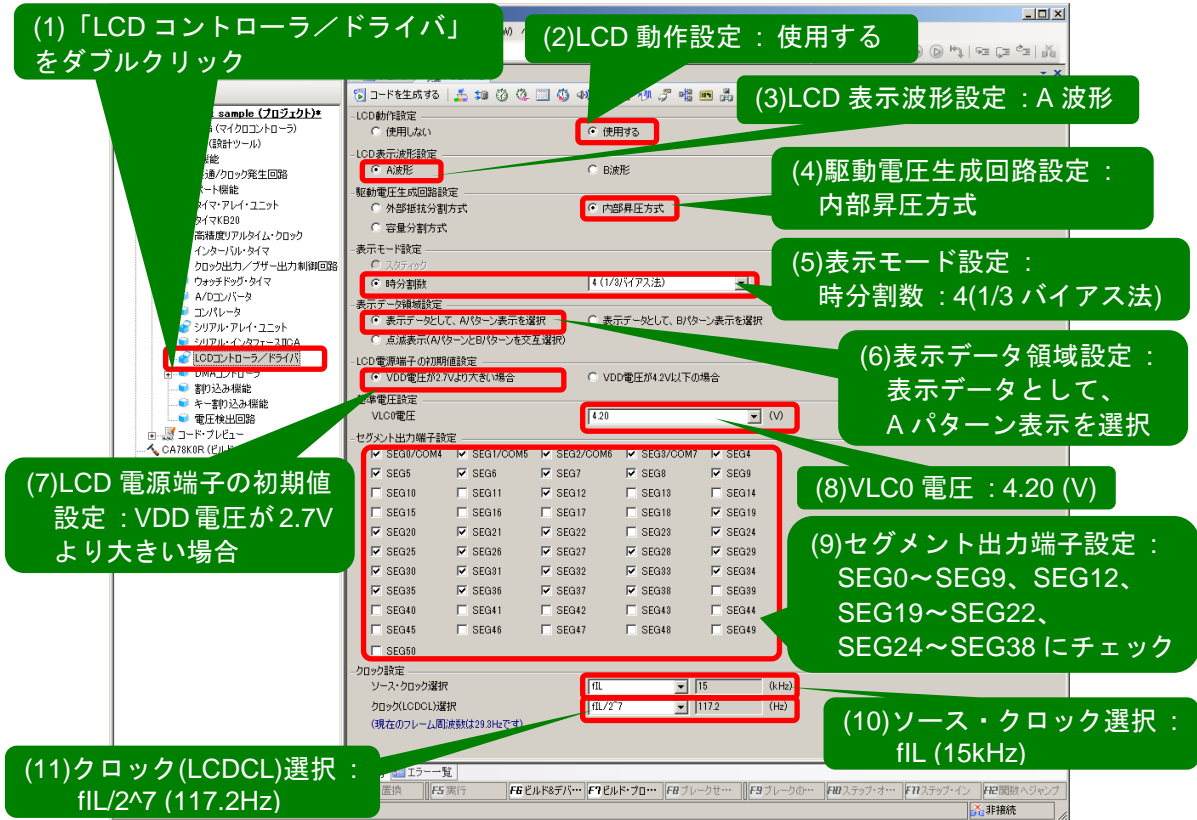 (1)「LCD コントローラ／ドライバ」
をダブルクリック
(2)LCD 動作設定 : 使用する
(3)LCD 表示波形設定 : A 波形
(4)駆動電圧生成回路設定 :
内部昇圧方式
(5)表示モード設定 :
時分割数 : 4(1/3 バイアス法)
(6)表示データ領域設定 :
表示データとして、
A パターン表示を選択
(7)LCD 電源端子の初期値
設定 : VDD 電圧が 2.7V
より大きい場合
(8)VLC0 電圧 : 4.20 (V)
(9)セグメント出力端子設定 :
SEG0～SEG9、SEG12、
SEG19～SEG22、
SEG24～SEG38 にチェック
(10)ソース・クロック選択 :
fIL (15kHz)
(11)クロック(LCDCL)選択 :
fIL/2^7 (117.2Hz)
コードを生成する
sample (プロジェクト)*
(マイクロコントローラ)
(設計ツール)
クロック発生回路
ート機能
イマ・アレイ・ユニット
タイマKB20
高精度リアルタイム・クロック
インターバル・タイマ
クロック出力／ブザー出力制御回路
ウォッチドッグ・タイマ
A/Dコンバータ
コンパレータ
シリアル・アレイ・ユニット
シリアル・インタフェースIICA
LCDコントローラ／ドライバ
DMAコントローラ
割り込み機能
キー割り込み機能
電圧検出回路
コード・プレビュー
CA78K0R (ビルド
LCD動作設定
使用しない
使用する
LCD表示波形設定
A波形
B波形
駆動電圧生成回路設定
外部抵抗分割方式
内部昇圧方式
容量分割方式
表示モード設定
スタティック
時分割数
4 (1/3バイアス法)
表示データ領域設定
表示データとして、Aパターン表示を選択
表示データとして、Bパターン表示を選択
点滅表示(AパターンとBパターンを交互選択)
LCD電源端子の初期値設定
VDD電圧が2.7Vより大きい場合
VDD電圧が4.2V以下の場合
基準電圧設定
VLC0電圧
4.20
(V)
セグメント出力端子設定
SEG0/COM4 SEG1/COM5 SEG2/COM6 SEG3/COM7 SEG4
SEG5 SEG6 SEG7 SEG8 SEG9
SEG10 SEG11 SEG12 SEG13 SEG14
SEG15 SEG16 SEG17 SEG18 SEG19
SEG20 SEG21 SEG22 SEG23 SEG24
SEG25 SEG26 SEG27 SEG28 SEG29
SEG30 SEG31 SEG32 SEG33 SEG34
SEG35 SEG36 SEG37 SEG38 SEG39
SEG40 SEG41 SEG42 SEG43 SEG44
SEG45 SEG46 SEG47 SEG48 SEG49
SEG50
クロック設定
ソース・クロック選択
fIL
15
(kHz)
クロック(LCDCL)選択
fIL/2^7
117.2
(Hz)
(現在のフレーム周波数は29.3Hzです)
エラー一覧
置換 F5 実行 F6 ビルド&デバ… F7 ビルド・プロ… F8 ブレークせ… F9 ブレークの… F10 ステップ・オ… F11 ステップ・イン F12 関数へジャンプ
非接続